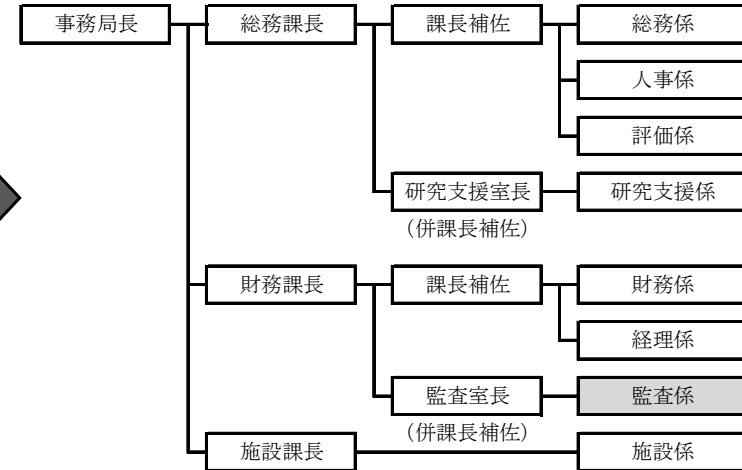 事務局長 総務課長 課長補佐 総務係
人事係
評価係
研究支援室長 研究支援係
（併課長補佐）
財務課長 課長補佐 財務係
経理係
監査室長 監査係
（併課長補佐）
施設課長 施設係